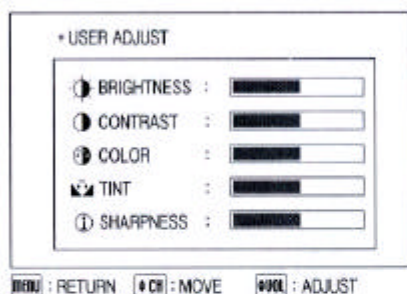 * USER ADJUST
BRIGHTNESS :
CONTRAST :
COLOR :
TINT :
SHARPNESS :
MENU : RETURN CH : MOVE VOL : ADJUST